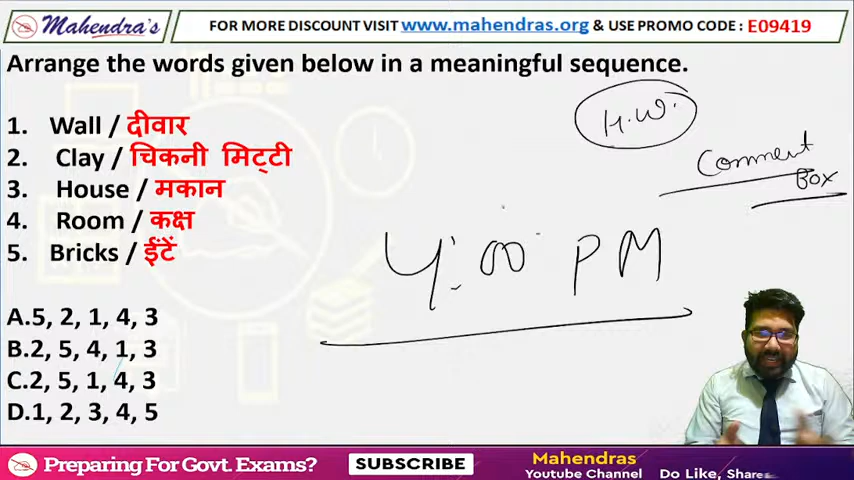 Mahendra's
FOR MORE DISCOUNT VISIT www.mahendras.org & USE PROMO CODE : E09419
Arrange the words given below in a meaningful sequence.
1. Wall / दीवार
2. Clay / चिकनी मिट्टी
3. House / मकान
4. Room / कक्ष
5. Bricks / ईंटें
H.W.
Comment
Box
4:00 PM
A.5, 2, 1, 4, 3
B.2, 5, 4, 1, 3
C.2, 5, 1, 4, 3
D.1, 2, 3, 4, 5
Preparing For Govt. Exams?
SUBSCRIBE
Mahendras
Youtube Channel
Do Like, Share